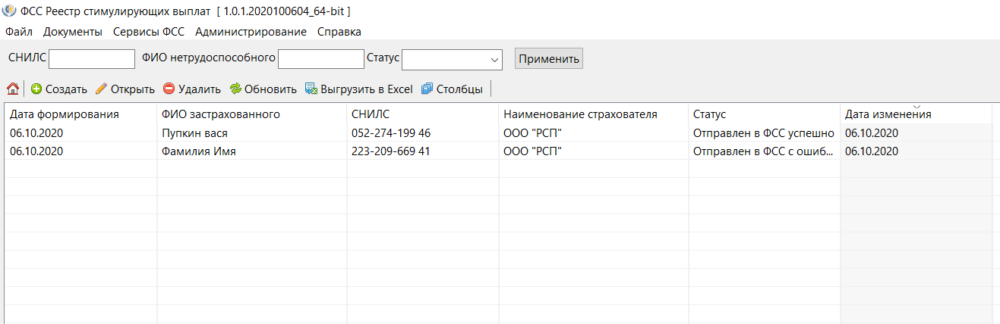 ФСС Реестр стимулирующих выплат [ 1.0.1.2020100604_64-bit ]
Файл Документы Сервисы ФСС Администрирование Справка
СНИЛС ФИО нетрудоспособного Статус Применить
Создать Открыть Удалить Обновить Выгрузить в Excel Столбцы
Дата формирования ФИО застрахованного СНИЛС Наименование страхователя Статус Дата изменения
06.10.2020 Пупкин вася 052-274-199 46 ООО "РСП" Отправлен в ФСС успешно 06.10.2020
06.10.2020 Фамилия Имя 223-209-669 41 ООО "РСП" Отправлен в ФСС с ошиб... 06.10.2020